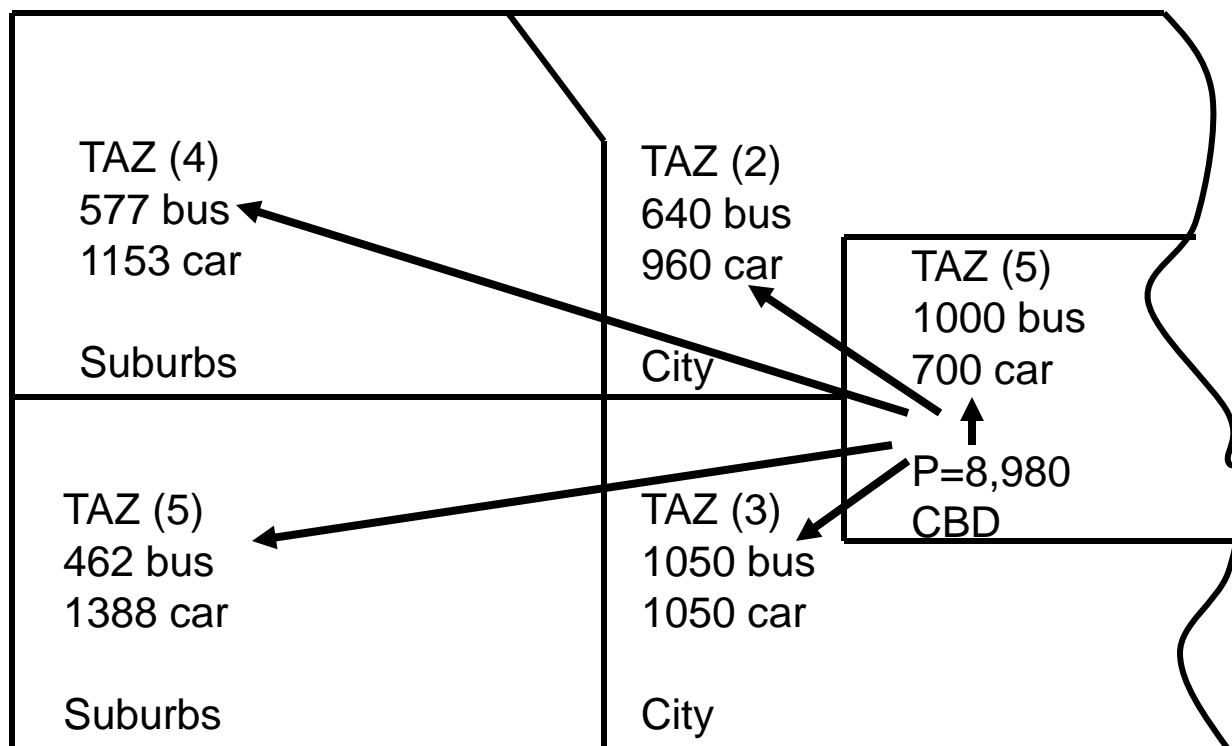 TAZ (4)
577 bus
1153 car
Suburbs
TAZ (2)
640 bus
960 car
City
TAZ (5)
1000 bus
700 car
P=8,980
CBD
TAZ (5)
462 bus
1388 car
Suburbs
TAZ (3)
1050 bus
1050 car
City